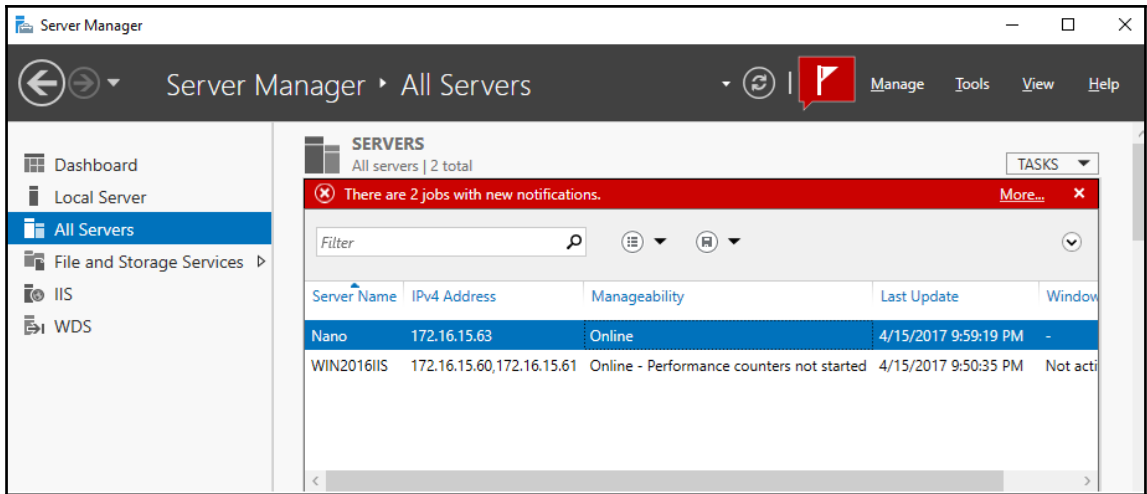 Server Manager
Server Manager ‣ All Servers
Manage Tools View Help
Dashboard
Local Server
All Servers
File and Storage Services
IIS
WDS
SERVERS
All servers | 2 total
TASKS
There are 2 jobs with new notifications.
More...
Filter
Server Name IPv4 Address Manageability Last Update Window
Nano 172.16.15.63 Online 4/15/2017 9:59:19 PM -
WIN2016IIS 172.16.15.60,172.16.15.61 Online - Performance counters not started 4/15/2017 9:50:35 PM Not acti